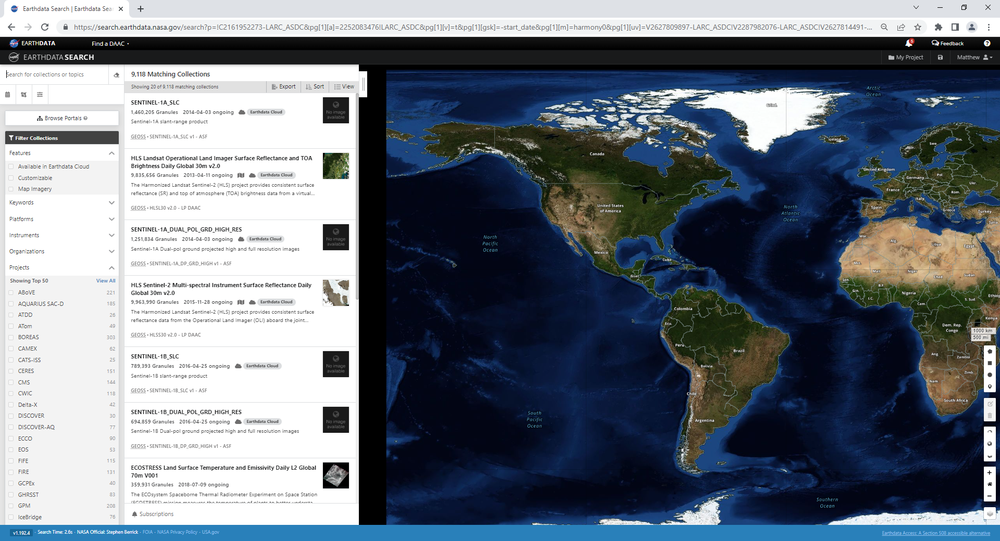 Earthdata Search | Earthdata Sear
https://search.earthdata.nasa.gov/search?p=!C2161952273-LARC_ASDC&pg[1][a]=2252083476!LARC_ASDC&pg[1][v]=t&pg[1][gsk]=-start_date&pg[1][m]=harmony0&pg[1][uv]=V2627809897-LARC_ASDC!V2287982076-LARC_ASDC!V2627814491-...
EARTHDATA
Find a DAAC
6
Feedback
?
EARTHDATA SEARCH
My Project
Matthew
Search for collections or topics
Browse Portals
Filter Collections
Features
Available in Earthdata Cloud
Customizable
Map Imagery
Keywords
Platforms
Instruments
Organizations
Projects
Showing Top 50 View All
ABoVE 221
AQUARIUS SAC-D 185
ATDD 26
ATom 49
BOREAS 303
CAMEX 62
CATS-ISS 25
CERES 151
CMS 144
CWIC 118
Delta-X 42
DISCOVER 30
DISCOVER-AQ 77
ECCO 90
EOS 53
FIFE 115
FIRE 131
GCPEx 40
GHRSST 83
GPM 208
IceBridge 76
9,118 Matching Collections
Showing 20 of 9,118 matching collections
Export
Sort
View
SENTINEL-1A_SLC
1,460,205 Granules 2014-04-03 ongoing Earthdata Cloud
Sentinel-1A slant-range product
GEOSS • SENTINEL-1A_SLC v1 - ASF
No image
available
HLS Landsat Operational Land Imager Surface Reflectance and TOA
Brightness Daily Global 30m v2.0
9,835,656 Granules 2013-04-11 ongoing Earthdata Cloud
The Harmonized Landsat Sentinel-2 (HLS) project provides consistent surface
reflectance (SR) and top of atmosphere (TOA) brightness data from a virtual...
GEOSS • HLSL30 v2.0 - LP DAAC
SENTINEL-1A_DUAL_POL_GRD_HIGH_RES
1,251,834 Granules 2014-04-03 ongoing Earthdata Cloud
Sentinel-1A Dual-pol ground projected high and full resolution images
GEOSS • SENTINEL-1A_DP_GRD_HIGH v1 - ASF
No image
available
HLS Sentinel-2 Multi-spectral Instrument Surface Reflectance Daily
Global 30m v2.0
9,963,990 Granules 2015-11-28 ongoing Earthdata Cloud
The Harmonized Landsat Sentinel-2 (HLS) project provides consistent surface
reflectance data from the Operational Land Imager (OLI) aboard the joint...
GEOSS • HLSS30 v2.0 - LP DAAC
SENTINEL-1B_SLC
789,393 Granules 2016-04-25 ongoing Earthdata Cloud
Sentinel-1B slant-range product
GEOSS • SENTINEL-1B_SLC v1 - ASF
No image
available
SENTINEL-1B_DUAL_POL_GRD_HIGH_RES
694,859 Granules 2016-04-25 ongoing Earthdata Cloud
Sentinel-1B Dual-pol ground projected high and full resolution images
GEOSS • SENTINEL-1B_DP_GRD_HIGH v1 - ASF
No image
available
ECOSTRESS Land Surface Temperature and Emissivity Daily L2 Global
70m V001
359,931 Granules 2018-07-09 ongoing
The ECOsystem Spaceborne Thermal Radiometer Experiment on Space Station
(ECOSTRESS) mission measures the temperature of plants to better understa...
Subscriptions
Arctic
Ocean
Grlnd.
Iceland
Canada
Swe.
Fin.
Nor.
United Kingdom
Germany
Pol.
Ukr.
France
Rom.
Italy
Spain
Greece
Turkey
Syria
United States
of America
North
Atlantic
Ocean
North
Pacific
Ocean
Tun.
Mor.
Alg.
Libya
Egypt
Mexico
Cuba
Guat.
Mrt.
Mali
Niger
Chad
Sudan
Sen.
B.F.
Gin.
I.C.
Nigeria
Cam.
S. Sud.
Ethiop
Colombia
Ecu.
Kenya
Dem. Rep.
Congo
1000 km
500 mi
Peru
Brazil
Ang.
Zambia
Bolivia
Zimb.
Nam.
Chile
South Africa
South
Pacific
Ocean
Argentina
Southern
Ocean
v1.192.4 · Search Time: 2.6s · NASA Official: Stephen Berrick · FOIA · NASA Privacy Policy · USA.gov
Earthdata Access: A Section 508 accessible alternative